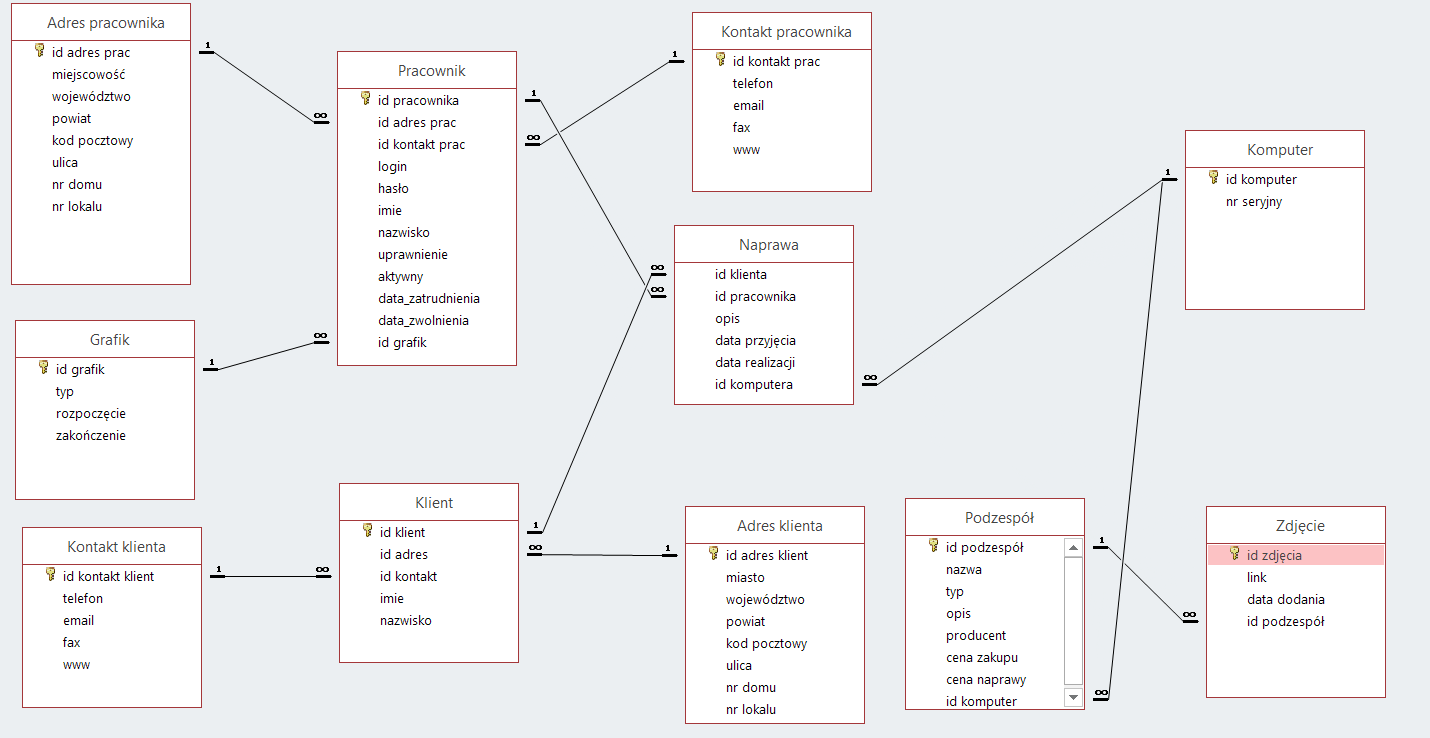 Adres pracownika
id adres prac
miejscowość
województwo
powiat
kod pocztowy
ulica
nr domu
nr lokalu
1
∞
Pracownik
id pracownika
id adres prac
id kontakt prac
login
hasło
imie
nazwisko
uprawnienie
aktywny
data_zatrudnienia
data_zwolnienia
id grafik
1
∞
1
Kontakt pracownika
id kontakt prac
telefon
email
fax
www
Komputer
id komputer
nr seryjny
1
Naprawa
id klienta
id pracownika
opis
data przyjęcia
data realizacji
id komputera
∞
∞
∞
Grafik
id grafik
typ
rozpoczęcie
zakończenie
1
∞
Kontakt klienta
id kontakt klient
telefon
email
fax
www
1
∞
Klient
id klient
id adres
id kontakt
imie
nazwisko
1
∞
1
Adres klienta
id adres klient
miasto
województwo
powiat
kod pocztowy
ulica
nr domu
nr lokalu
Podzespół
id podzespół
nazwa
typ
opis
producent
cena zakupu
cena naprawy
id komputer
1
∞
∞
Zdjęcie
id zdjęcia
link
data dodania
id podzespół